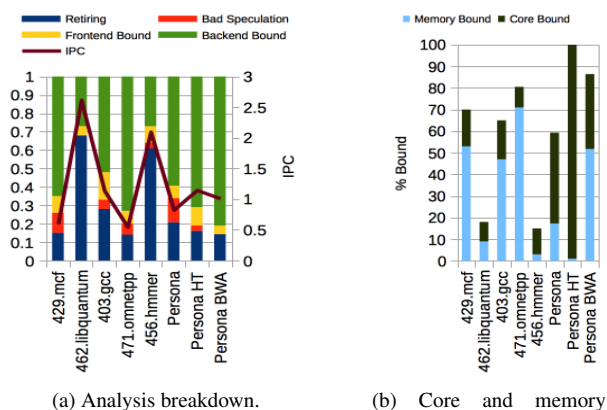 Retiring Bad Speculation
Frontend Bound Backend Bound
IPC
1 3
0.9
0.8 2.5
0.7 2
0.6
0.5 1.5
0.4
0.3 1
0.2 0.5
0.1
0 0
IPC
429.mcf
462.libquantum
403.gcc
471.omnetpp
456.hmmer
Persona
Persona HT
Persona BWA
(a) Analysis breakdown.
Memory Bound Core Bound
100
90
80
70
60
50
40
30
20
10
0
% Bound
429.mcf
462.libquantum
403.gcc
471.omnetpp
456.hmmer
Persona
Persona HT
Persona BWA
(b) Core and memory